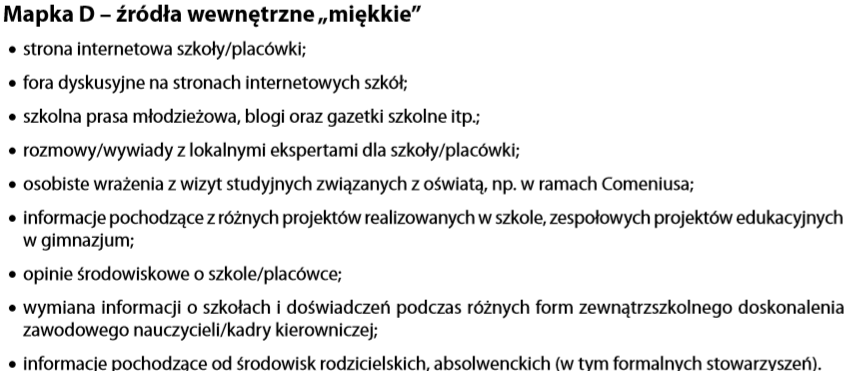 Mapka D – źródła wewnętrzne „miękkie”
• strona internetowa szkoły/placówki;
• fora dyskusyjne na stronach internetowych szkół;
• szkolna prasa młodzieżowa, blogi oraz gazetki szkolne itp.;
• rozmowy/wywiady z lokalnymi ekspertami dla szkoły/placówki;
• osobiste wrażenia z wizyt studyjnych związanych z oświatą, np. w ramach Comeniusa;
• informacje pochodzące z różnych projektów realizowanych w szkole, zespołowych projektów edukacyjnych
w gimnazjum;
• opinie środowiskowe o szkole/placówce;
• wymiana informacji o szkołach i doświadczeń podczas różnych form zewnątrzszkolnego doskonalenia
zawodowego nauczycieli/kadry kierowniczej;
• informacje pochodzące od środowisk rodzicielskich, absolwenckich (w tym formalnych stowarzyszeń).